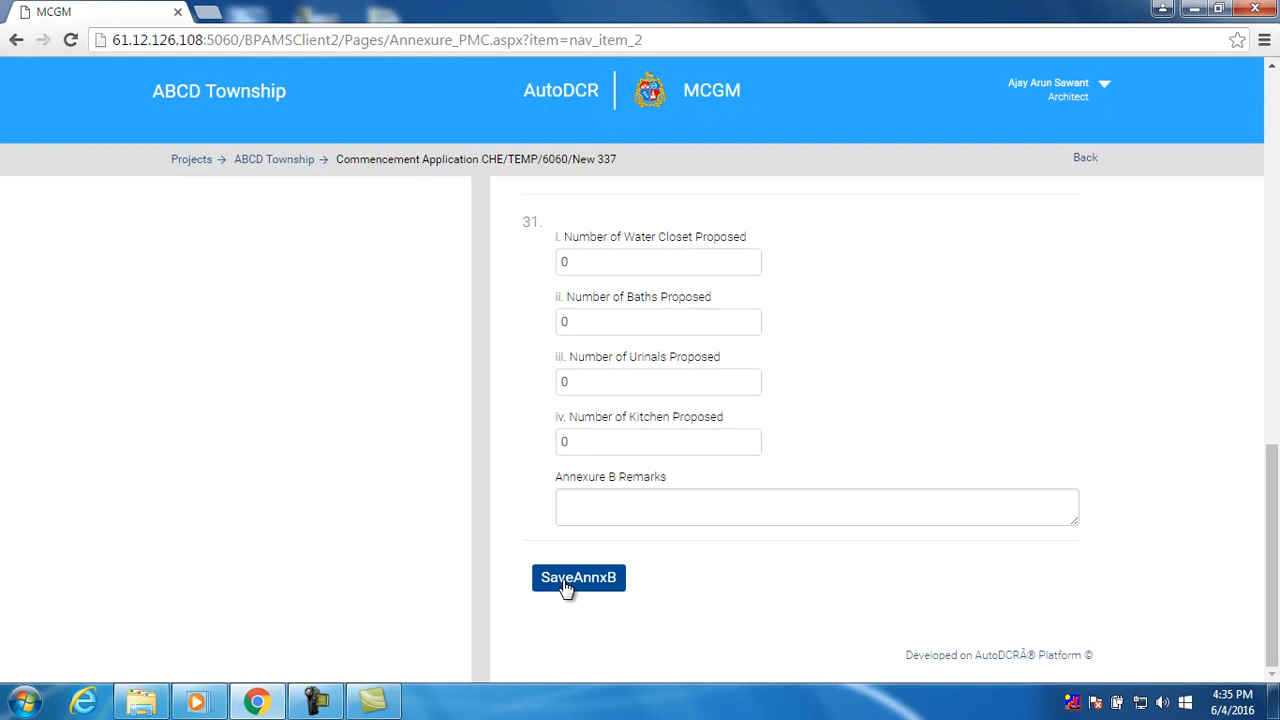 MCGM
61.12.126.108:5060/BPAMSClient2/Pages/Annexure_PMC.aspx?item=nav_item_2
ABCD Township
AutoDCR
MCGM
Ajay Arun Sawant
Architect
Projects → ABCD Township → Commencement Application CHE/TEMP/6060/New 337
Back
31.
i. Number of Water Closet Proposed
0
ii. Number of Baths Proposed
0
iii. Number of Urinals Proposed
0
iv. Number of Kitchen Proposed
0
Annexure B Remarks
SaveAnnxB
Developed on AutoDCRÂ® Platform ©
4:35 PM
6/4/2016